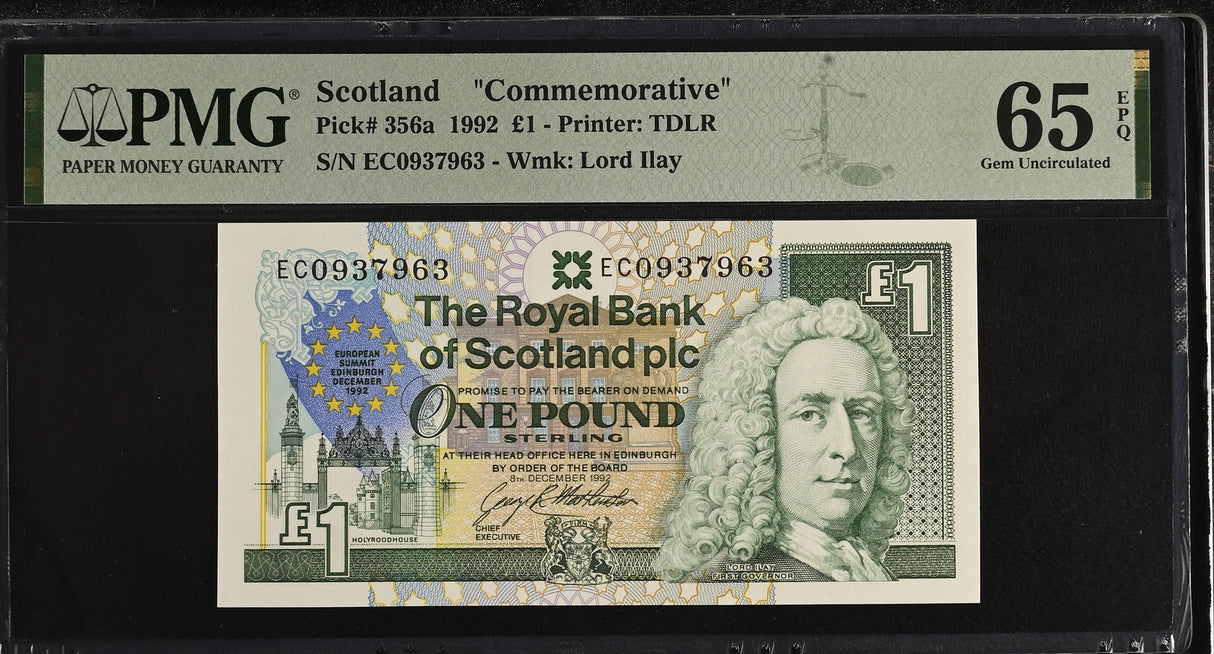 PMG®
PAPER MONEY GUARANTY
Scotland "Commemorative"
Pick# 356a 1992 £1 - Printer: TDLR
S/N EC0937963 - Wmk: Lord Ilay
65
EPQ
Gem Uncirculated
EC0937963
EC0937963
£1
The Royal Bank
of Scotland plc
EUROPEAN
SUMMIT
EDINBURGH
DECEMBER
1992
PROMISE TO PAY THE BEARER ON DEMAND
ONE POUND
STERLING
AT THEIR HEAD OFFICE HERE IN EDINBURGH
BY ORDER OF THE BOARD
8TH DECEMBER 1992
CHIEF
EXECUTIVE
£1
HOLYROODHOUSE
LORD ILAY
FIRST GOVERNOR